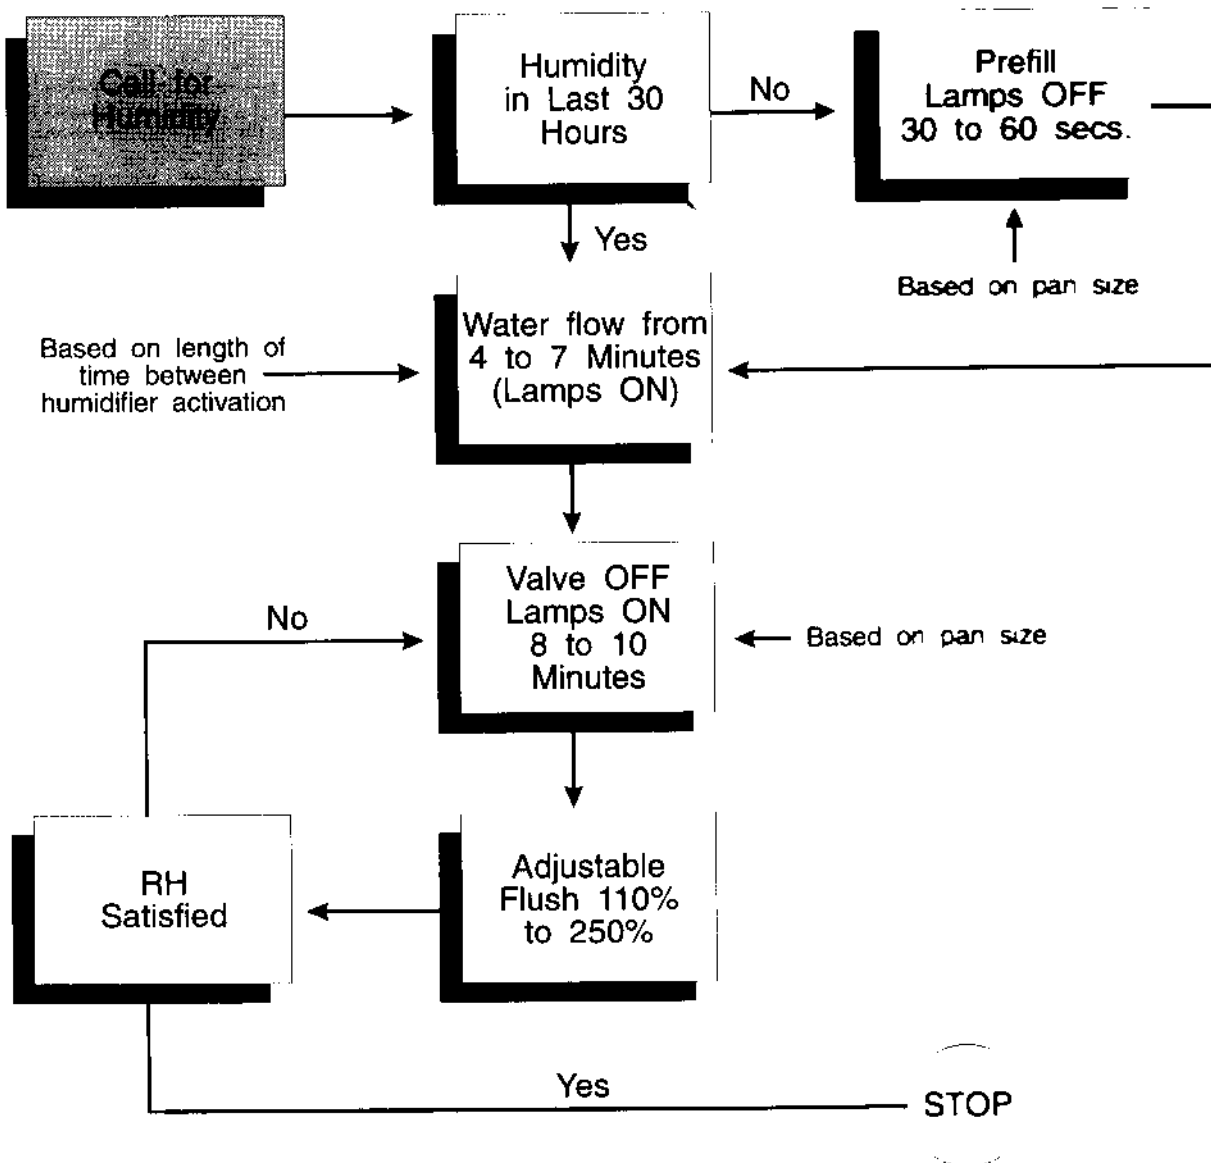 Call for
Humidity
Humidity
in Last 30
Hours
No
Prefill
Lamps OFF
30 to 60 secs.
Yes
Based on pan size
Water flow from
4 to 7 Minutes
(Lamps ON)
Based on length of
time between
humidifier activation
Valve OFF
Lamps ON
8 to 10
Minutes
No
Based on pan size
RH
Satisfied
Adjustable
Flush 110%
to 250%
Yes
STOP